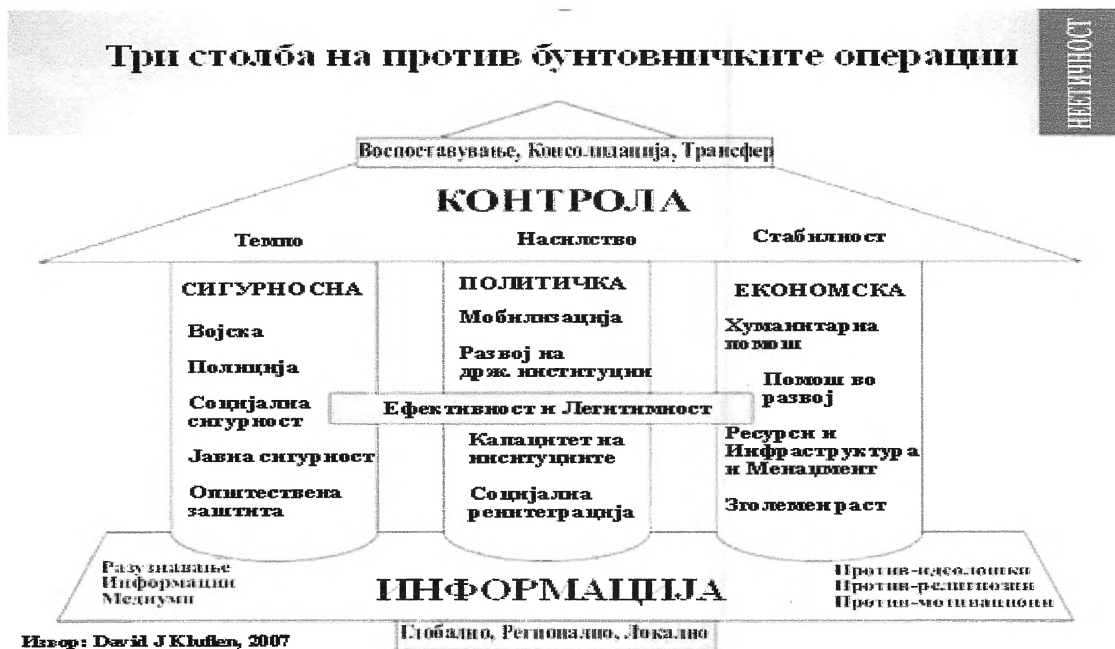 Три столба на против бунтовничките операции
НЕЕТИЧНОСТ
Воспоставување, Консолидација, Трансфер
КОНТРОЛА
Темпо Насилство Стабилност
СИГУРНОСНА
Војска
Полиција
Социјална
сигурност
Јавна сигурност
Општествена
заштита
ПОЛИТИЧКА
Мобилизација
Развој на
држ. институции
Ефективност и Легитимност
Капацитет на
инситуциите
Социјална
реинтеграција
ЕКОНОМСКА
Хуманитарна
помош
Помош во
развој
Ресурси и
Инфраструктура
и Менаџмент
Зголемен раст
Разузнавање
Информации
Медиуми
ИНФОРМАЦИЈА
Против-идеолошки
Против-религиозни
Против-мотивациони
Глобално, Регионално, Локално
Извор: David J, 2007